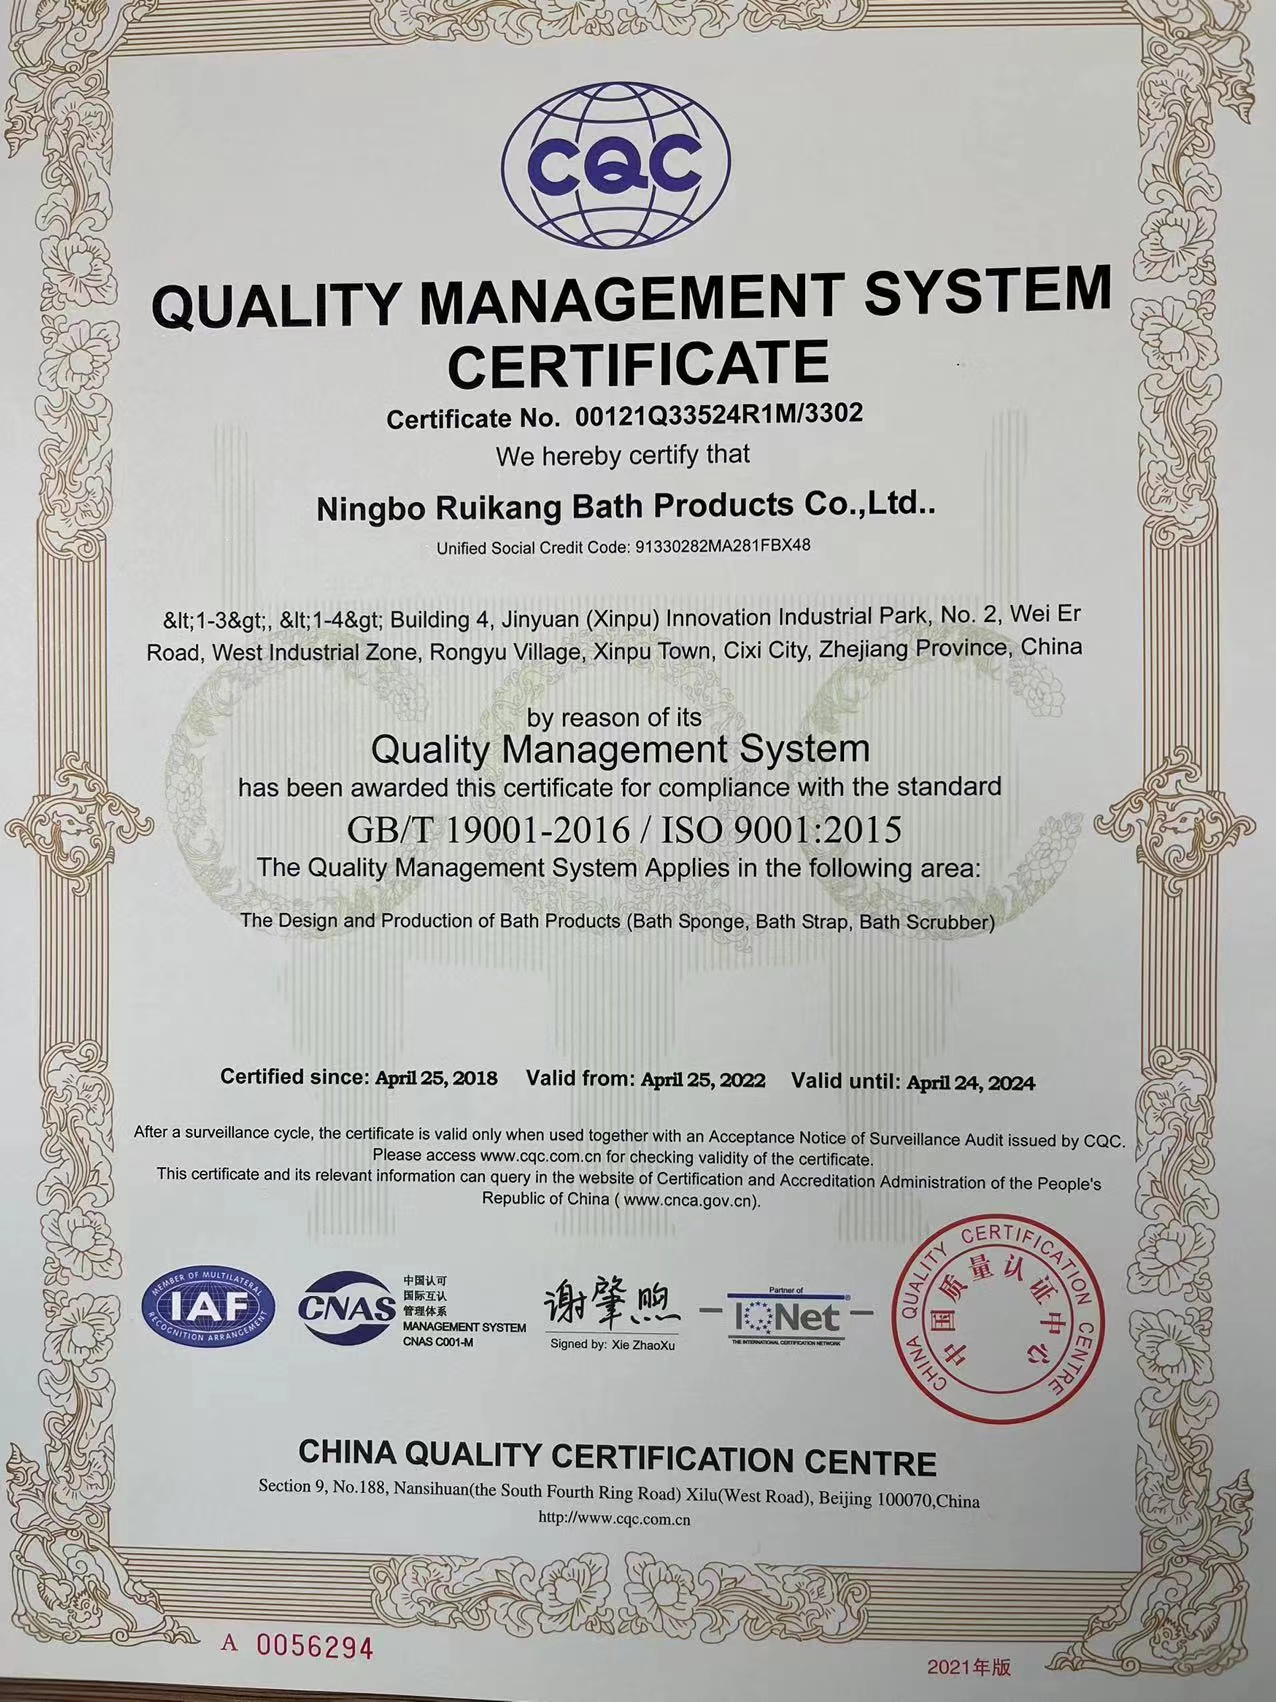 CQC
QUALITY MANAGEMENT SYSTEM
CERTIFICATE
Certificate No. 00121Q33524R1M/3302
We hereby certify that
Ningbo Ruikang Bath Products Co.,Ltd..
Unified Social Credit Code: 91330282MA281FBX48
&lt;1-3&gt;, &lt;1-4&gt; Building 4, Jinyuan (Xinpu) Innovation Industrial Park, No. 2, Wei Er
Road, West Industrial Zone, Rongyu Village, Xinpu Town, Cixi City, Zhejiang Province, China
by reason of its
Quality Management System
has been awarded this certificate for compliance with the standard
GB/T 19001-2016 / ISO 9001:2015
The Quality Management System Applies in the following area:
The Design and Production of Bath Products (Bath Sponge, Bath Strap, Bath Scrubber)
Certified since: April 25, 2018 Valid from: April 25, 2022 Valid until: April 24, 2024
After a surveillance cycle, the certificate is valid only when used together with an Acceptance Notice of Surveillance Audit issued by CQC.
Please access www.cqc.com.cn for checking validity of the certificate.
This certificate and its relevant information can query in the website of Certification and Accreditation Administration of the People's
Republic of China ( www.cnca.gov.cn).
MEMBER OF MULTILATERAL
IAF
RECOGNITION ARRANGEMENT
CNAS
中国认可
国际互认
管理体系
MANAGEMENT SYSTEM
CNAS C001-M
谢肇煦
Signed by: Xie ZhaoXu
Partner of
IQNet ®
THE INTERNATIONAL CERTIFICATION NETWORK
CHINA QUALITY CERTIFICATION CENTRE
中国质量认证中心
CHINA QUALITY CERTIFICATION CENTRE
Section 9, No.188, Nansihuan(the South Fourth Ring Road) Xilu(West Road), Beijing 100070,China
http://www.cqc.com.cn
A 0056294
2021年版